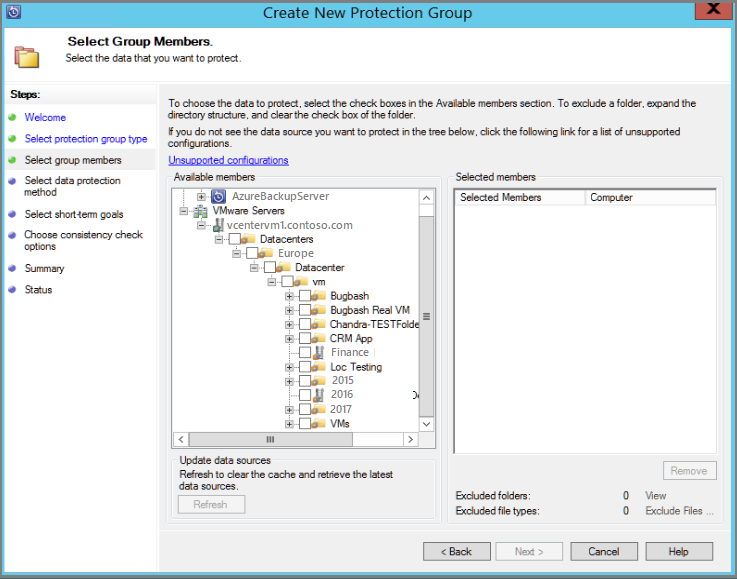 Create New Protection Group
X
Select Group Members.
Select the data that you want to protect.
Steps:
Welcome
Select protection group type
Select group members
Select data protection
method
Select short-term goals
Choose consistency check
options
Summary
Status
To choose the data to protect, select the check boxes in the Available members section. To exclude a folder, expand the
directory structure, and clear the check box of the folder.
If you do not see the data source you want to protect in the tree below, click the following link for a list of unsupported
configurations.
Unsupported configurations
Available members
AzureBackupServer
VMware Servers
vcentervm1.contoso.com
Datacenters
Europe
Datacenter
vm
Bugbash
Bugbash Real VM
Chandra-TESTFolde
CRM App
Finance
Loc Testing
2015
2016
2017
VMs
Update data sources
Refresh to clear the cache and retrieve the latest
data sources.
Refresh
Selected members
Selected Members Computer
Remove
Excluded folders: 0 View
Excluded file types: 0 Exclude Files ...
< Back Next > Cancel Help